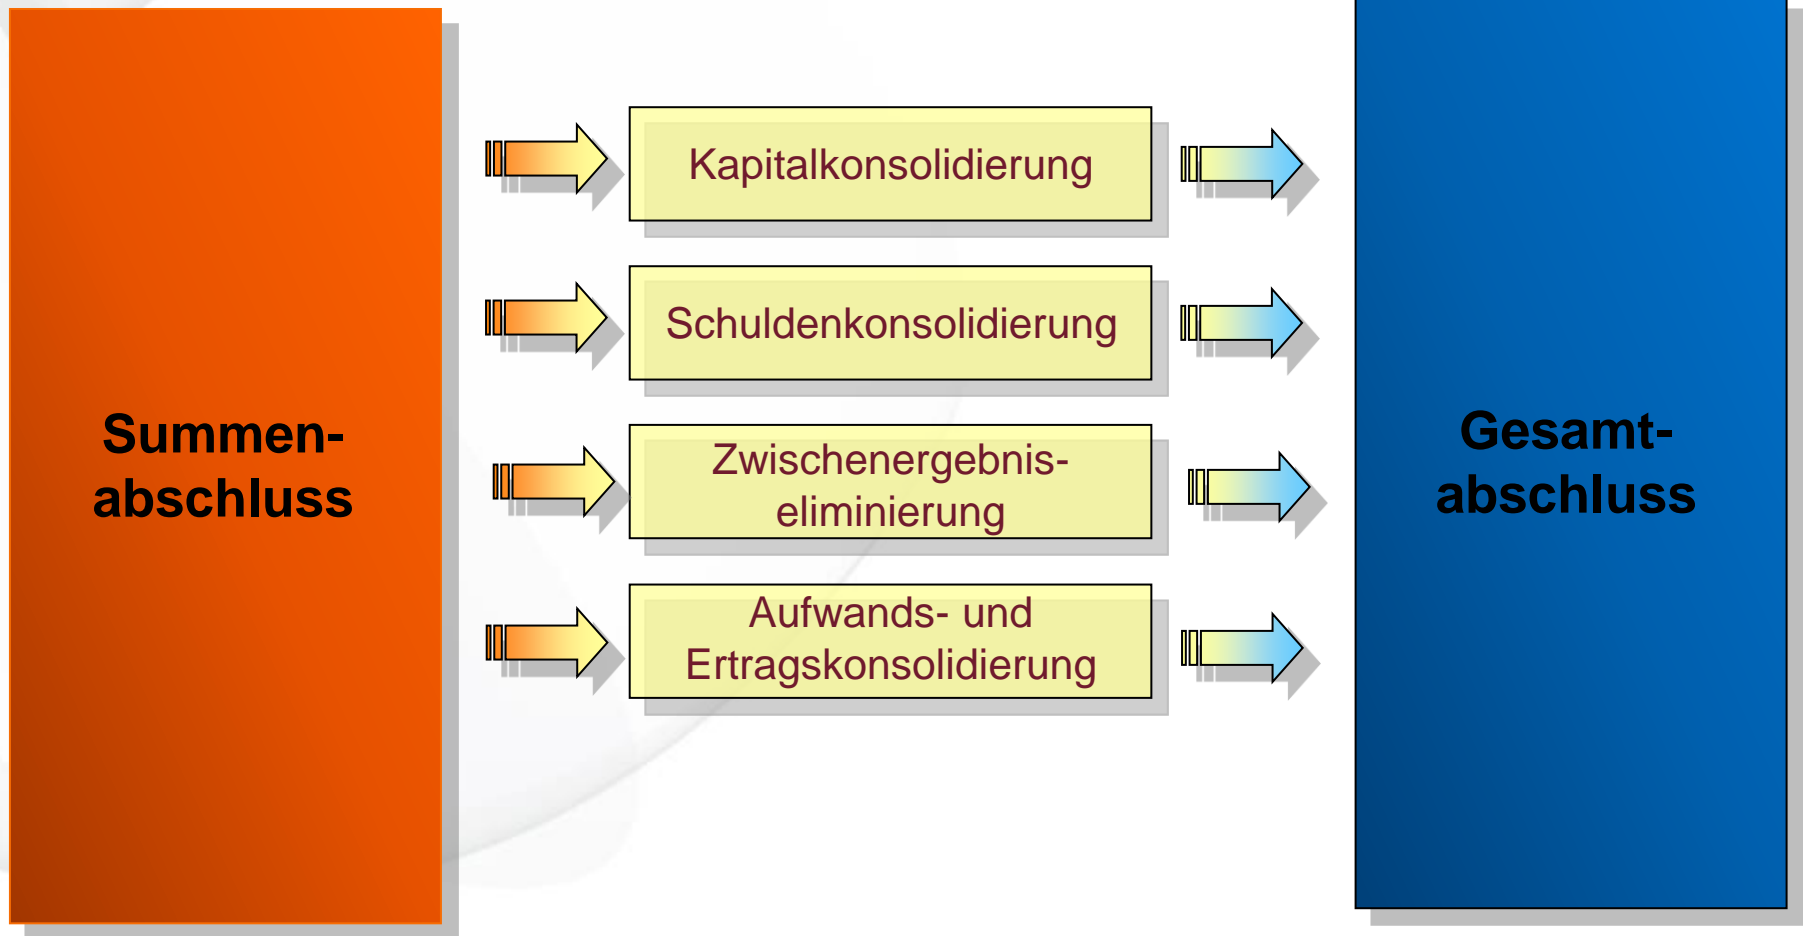 Summen-
abschluss
Kapitalkonsolidierung
Schuldenkonsolidierung
Zwischenergebnis-
eliminierung
Aufwands- und
Ertragskonsolidierung
Gesamt-
abschluss